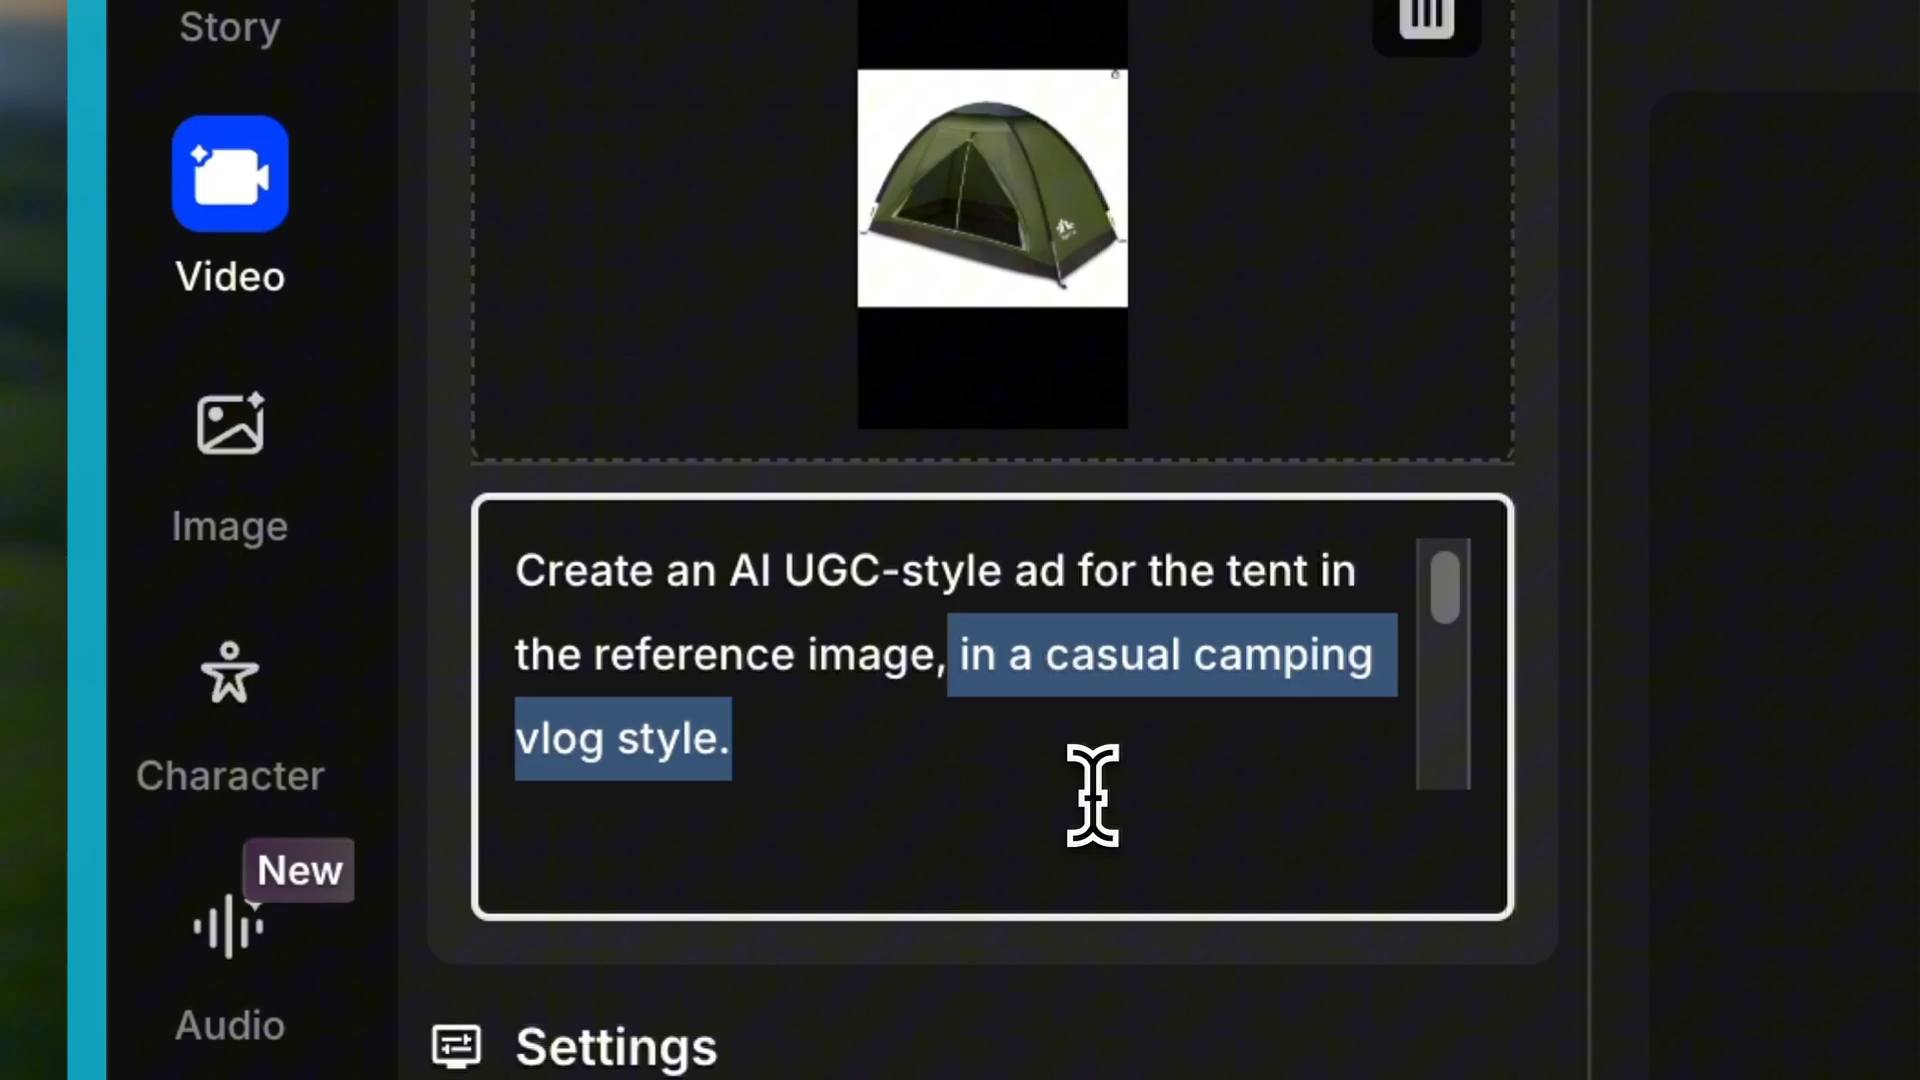 Story
Video
Image
Character
New
Audio
Create an AI UGC-style ad for the tent in
the reference image, in a casual camping
vlog style.
Settings